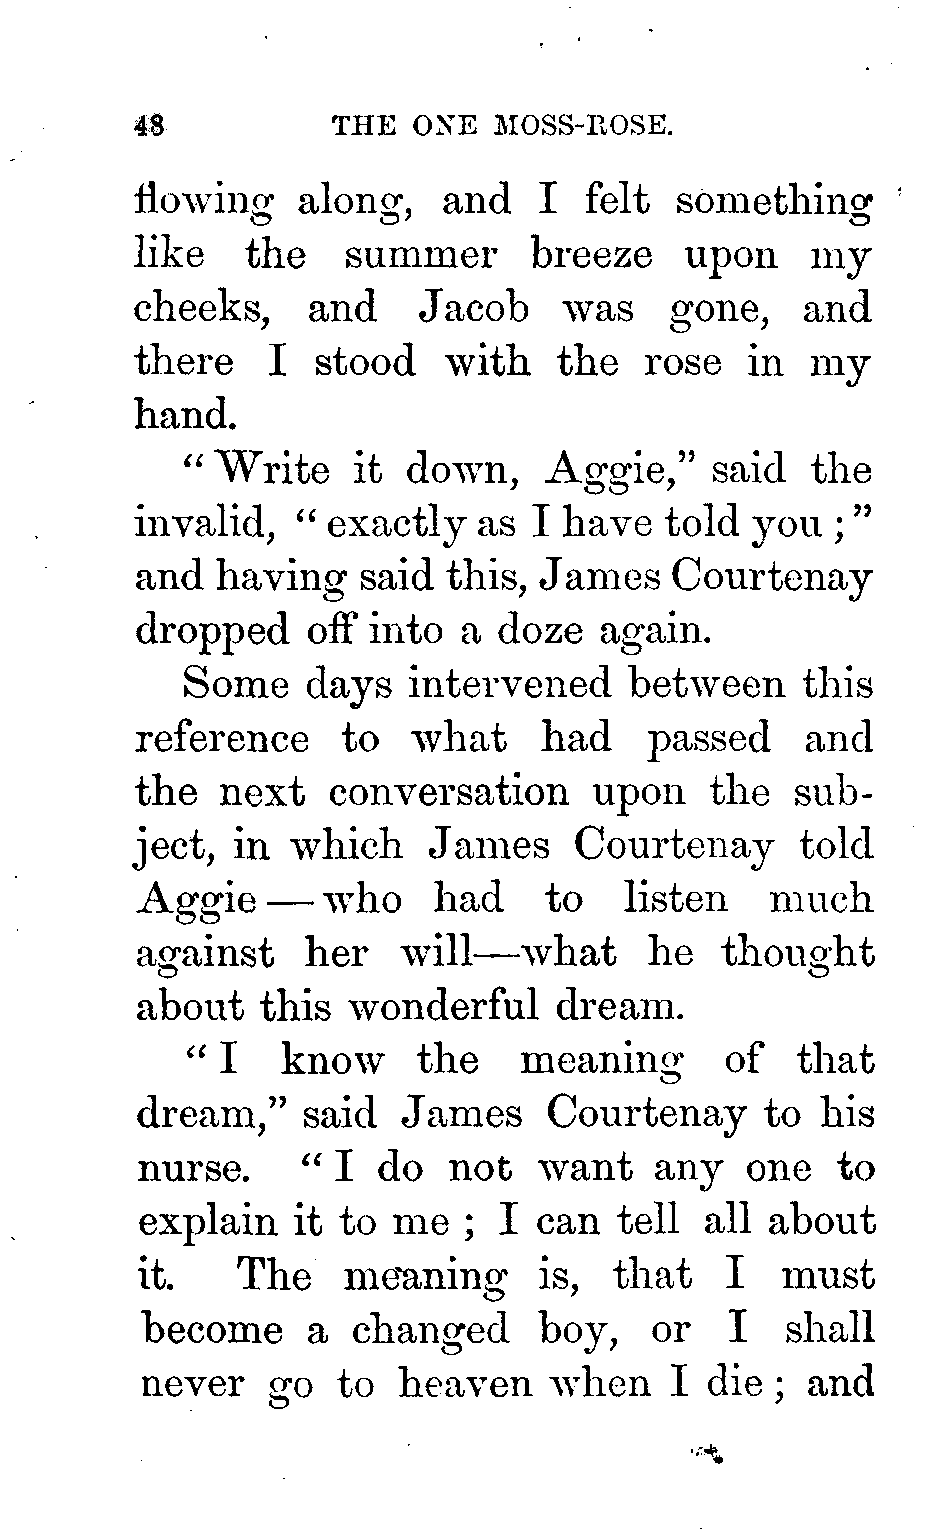 48 THE ONE MOSS-ROSE.
flowing along, and I felt something
like the summer breeze upon my
cheeks, and Jacob was gone, and
there I stood with the rose in my
hand.
“Write it down, Aggie,” said the
invalid, “exactly as I have told you ;”
and having said this, James Courtenay
dropped off into a doze again.
Some days intervened between this
reference to what had passed and
the next conversation upon the sub-
ject, in which James Courtenay told
Aggie — who had to listen much
against her will—what he thought
about this wonderful dream.
“I know the meaning of that
dream,” said James Courtenay to his
nurse. “I do not want any one to
explain it to me ; I can tell all about
it. The meaning is, that I must
become a changed boy, or I shall
never go to heaven when I die ; and